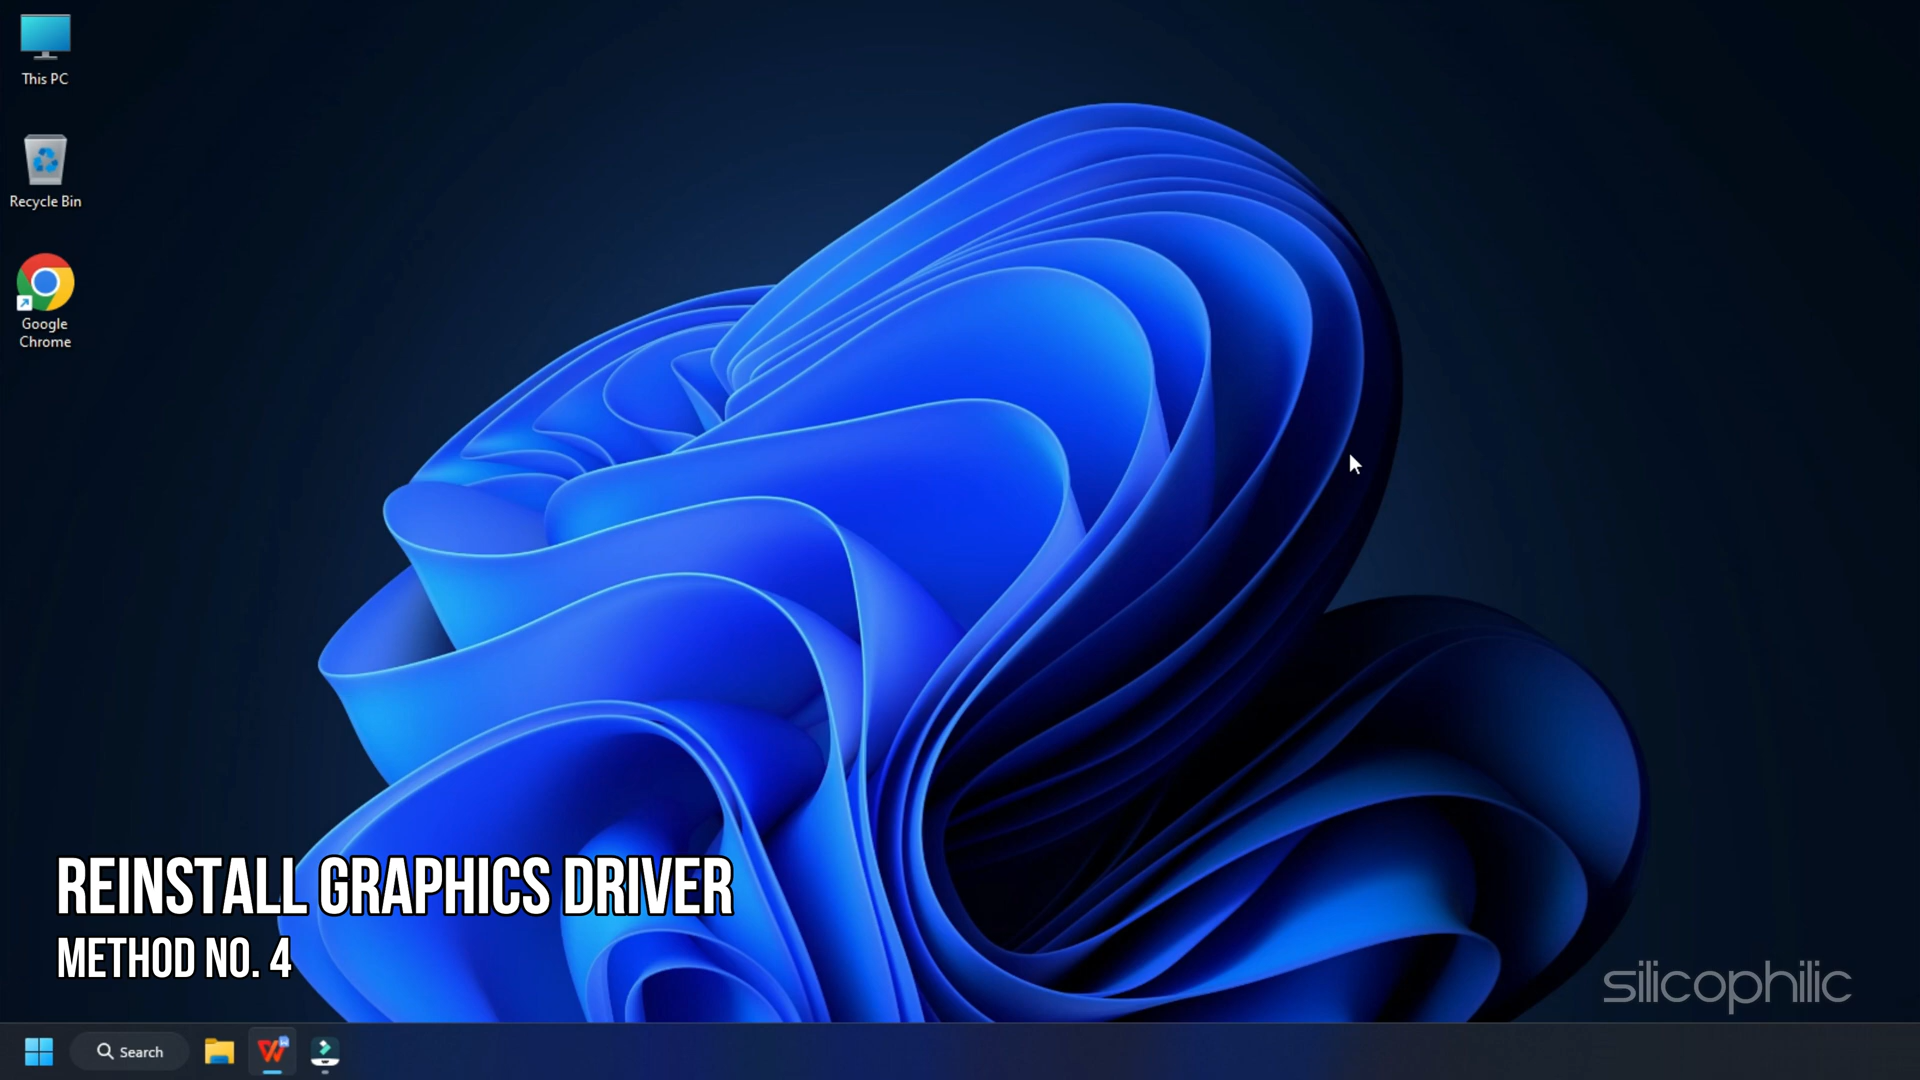 This PC
Recycle Bin
Google
Chrome
REINSTALL GRAPHICS DRIVER
METHOD NO. 4
silicophilic
Search